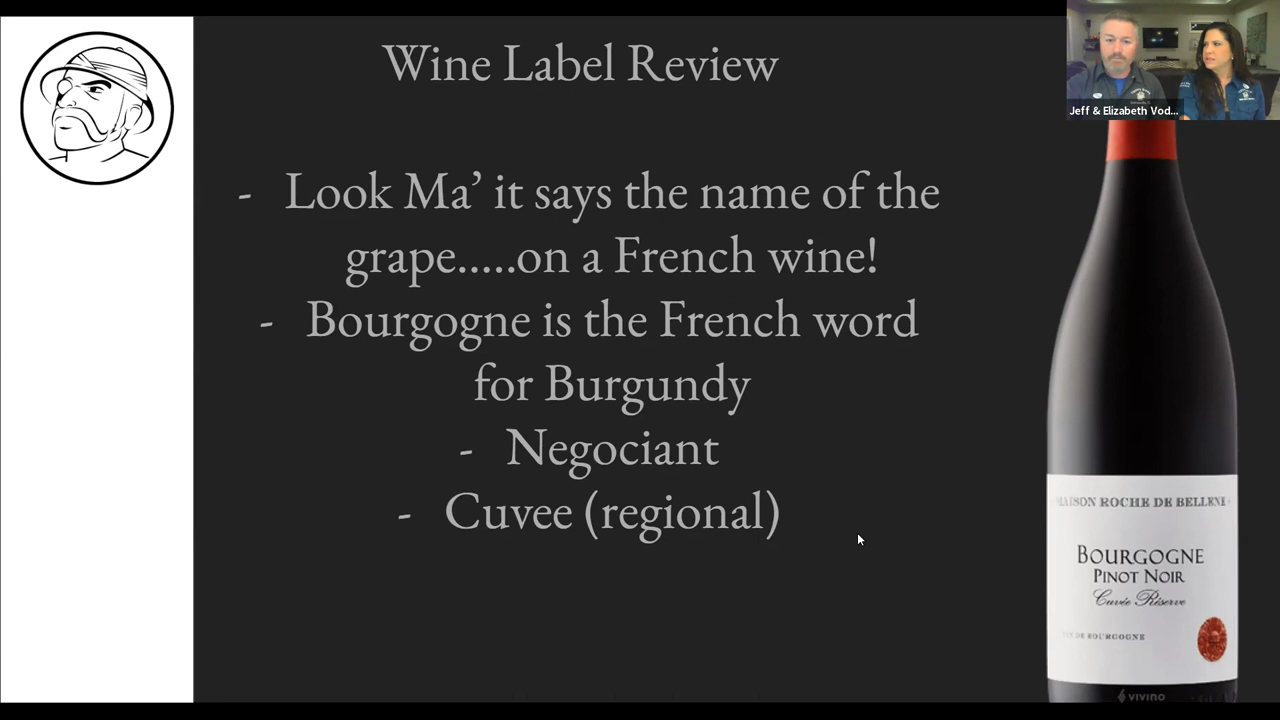 Wine Label Review
- Look Ma’ it says the name of the
grape.....on a French wine!
- Bourgogne is the French word
for Burgundy
- Negociant
- Cuvee (regional)
Jeff & Elizabeth Vod...
MAISON ROCHE DE BELLENE
BOURGOGNE
PINOT NOIR
Cuvée Réserve
DE BOURGOGNE
VIVINO